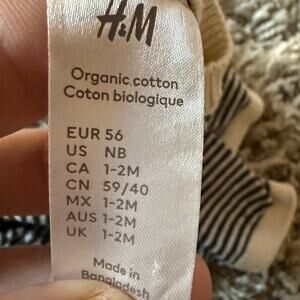 H&M
Organic cotton
Coton biologique
EUR 56
US NB
CA 1-2M
CN 59/40
MX 1-2M
AUS 1-2M
UK 1-2M
Made in
Bangladesh